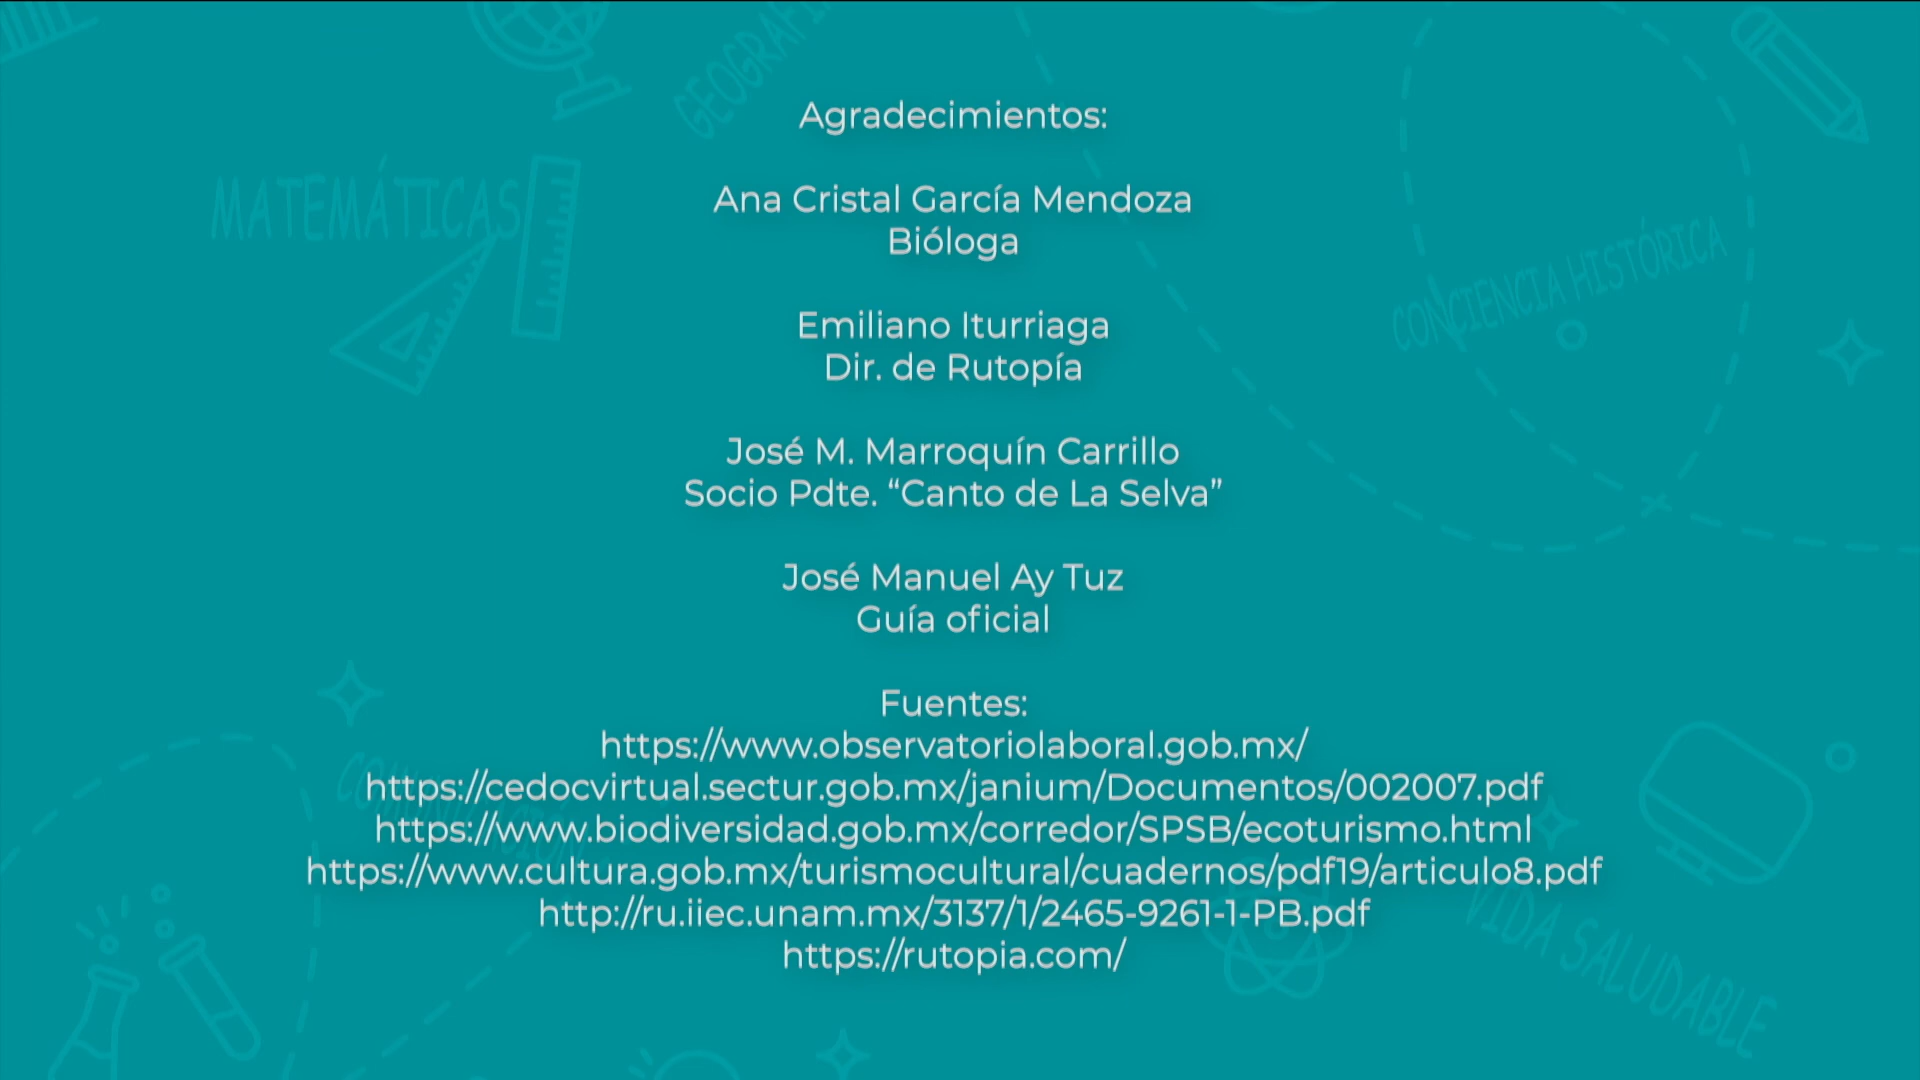 GEOGRAFÍ
Agradecimientos:
MATEMÁTICAS
Ana Cristal García Mendoza
Bióloga
CONCIENCIA HISTÓRICA
Emiliano Iturriaga
Dir. de Rutopía
José M. Marroquín Carrillo
Socio Pdte. “Canto de La Selva”
José Manuel Ay Tuz
Guía oficial
Fuentes:
https://www.observatoriolaboral.gob.mx/
https://cedocvirtual.sectur.gob.mx/janium/Documentos/002007.pdf
https://www.biodiversidad.gob.mx/corredor/SPSB/ecoturismo.html
https://www.cultura.gob.mx/turismocultural/cuadernos/pdf19/articulo8.pdf
http://ru.iiec.unam.mx/3137/1/2465-9261-1-PB.pdf
https://rutopia.com/
VIDA SALUDABLE